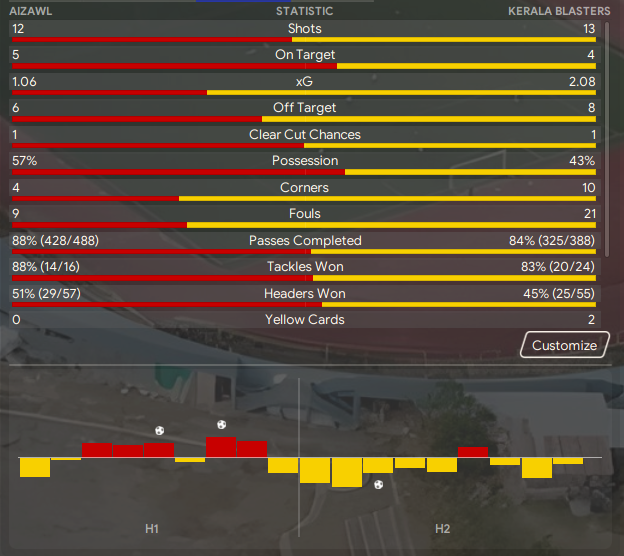 AIZAWL STATISTIC KERALA BLASTERS
12 Shots 13
5 On Target 4
1.06 xG 2.08
6 Off Target 8
1 Clear Cut Chances 1
57% Possession 43%
4 Corners 10
9 Fouls 21
88% (428/488) Passes Completed 84% (325/388)
88% (14/16) Tackles Won 83% (20/24)
51% (29/57) Headers Won 45% (25/55)
0 Yellow Cards 2
Customize
H1 H2